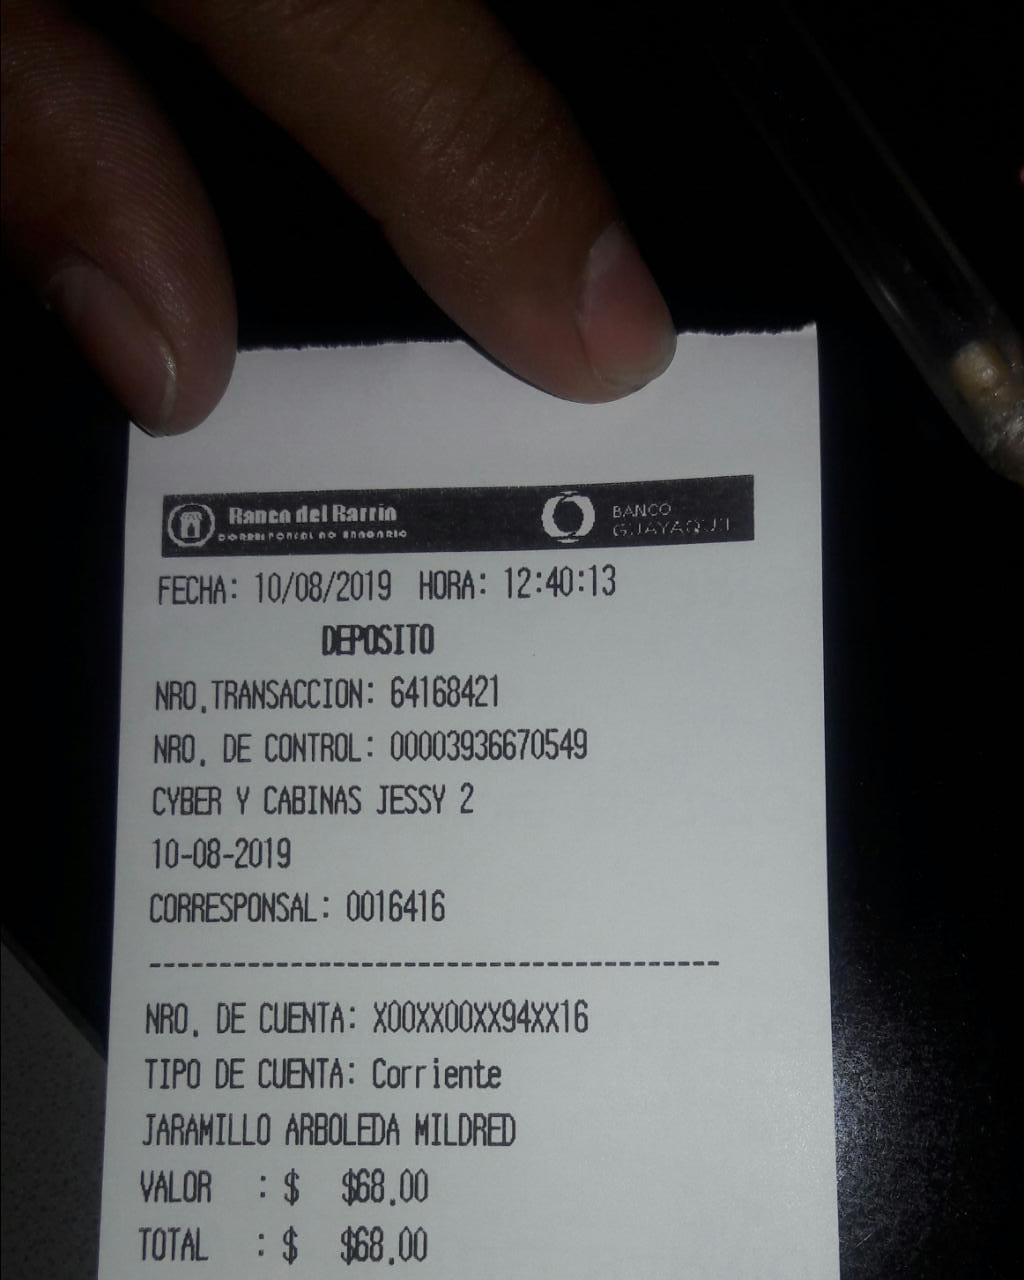 Banco del Barrio
CORRESPONSAL NO BANCARIO
BANCO
GUAYAQUIL
FECHA: 10/08/2019 HORA: 12:40:13
DEPOSITO
NRO.TRANSACCION: 64168421
NRO. DE CONTROL: 00003936670549
CYBER Y CABINAS JESSY 2
10-08-2019
CORRESPONSAL: 0016416
----------------------------------------
NRO. DE CUENTA: X00XX00XX94XX16
TIPO DE CUENTA: Corriente
JARAMILLO ARBOLEDA MILDRED
VALOR : $ $68.00
TOTAL : $ $68.00